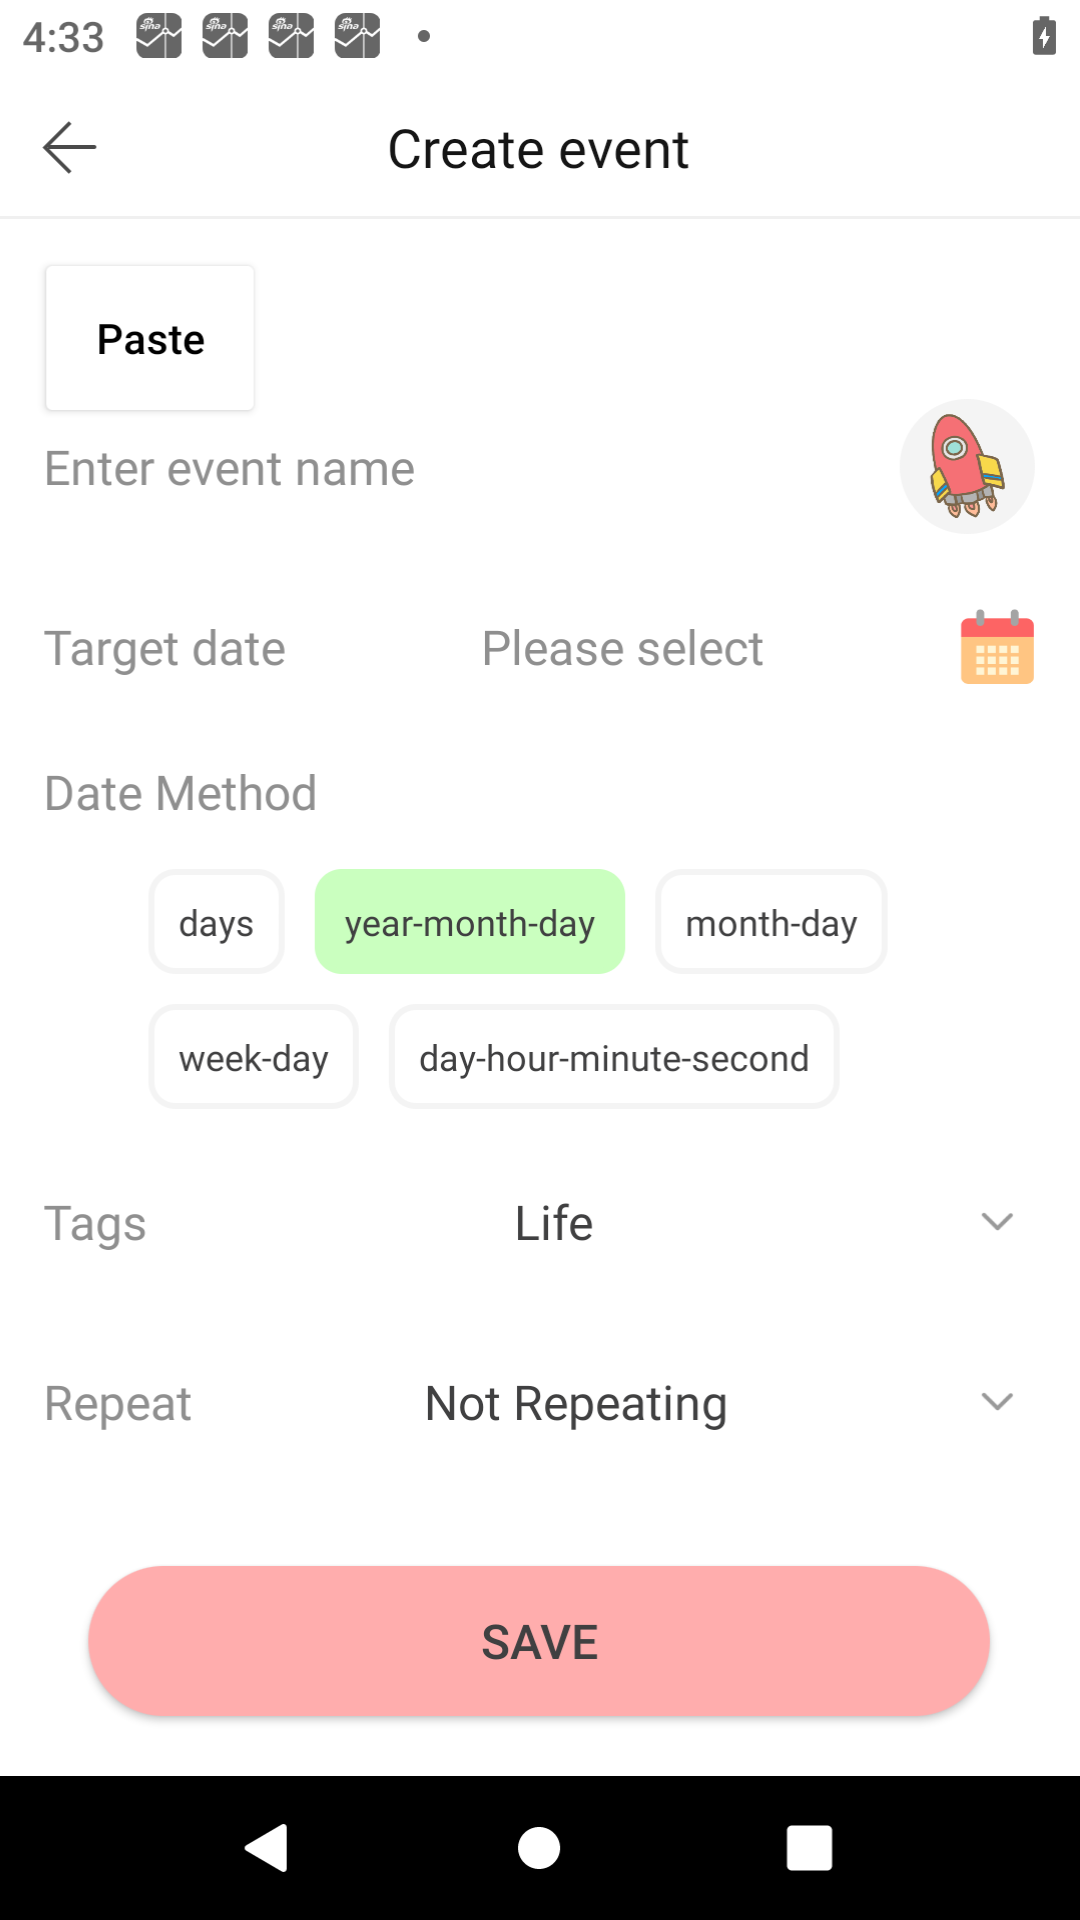 4:33
Create event
Paste
Enter event name
Target date Please select
Date Method
days year-month-day month-day
week-day day-hour-minute-second
Tags Life
Repeat Not Repeating
SAVE